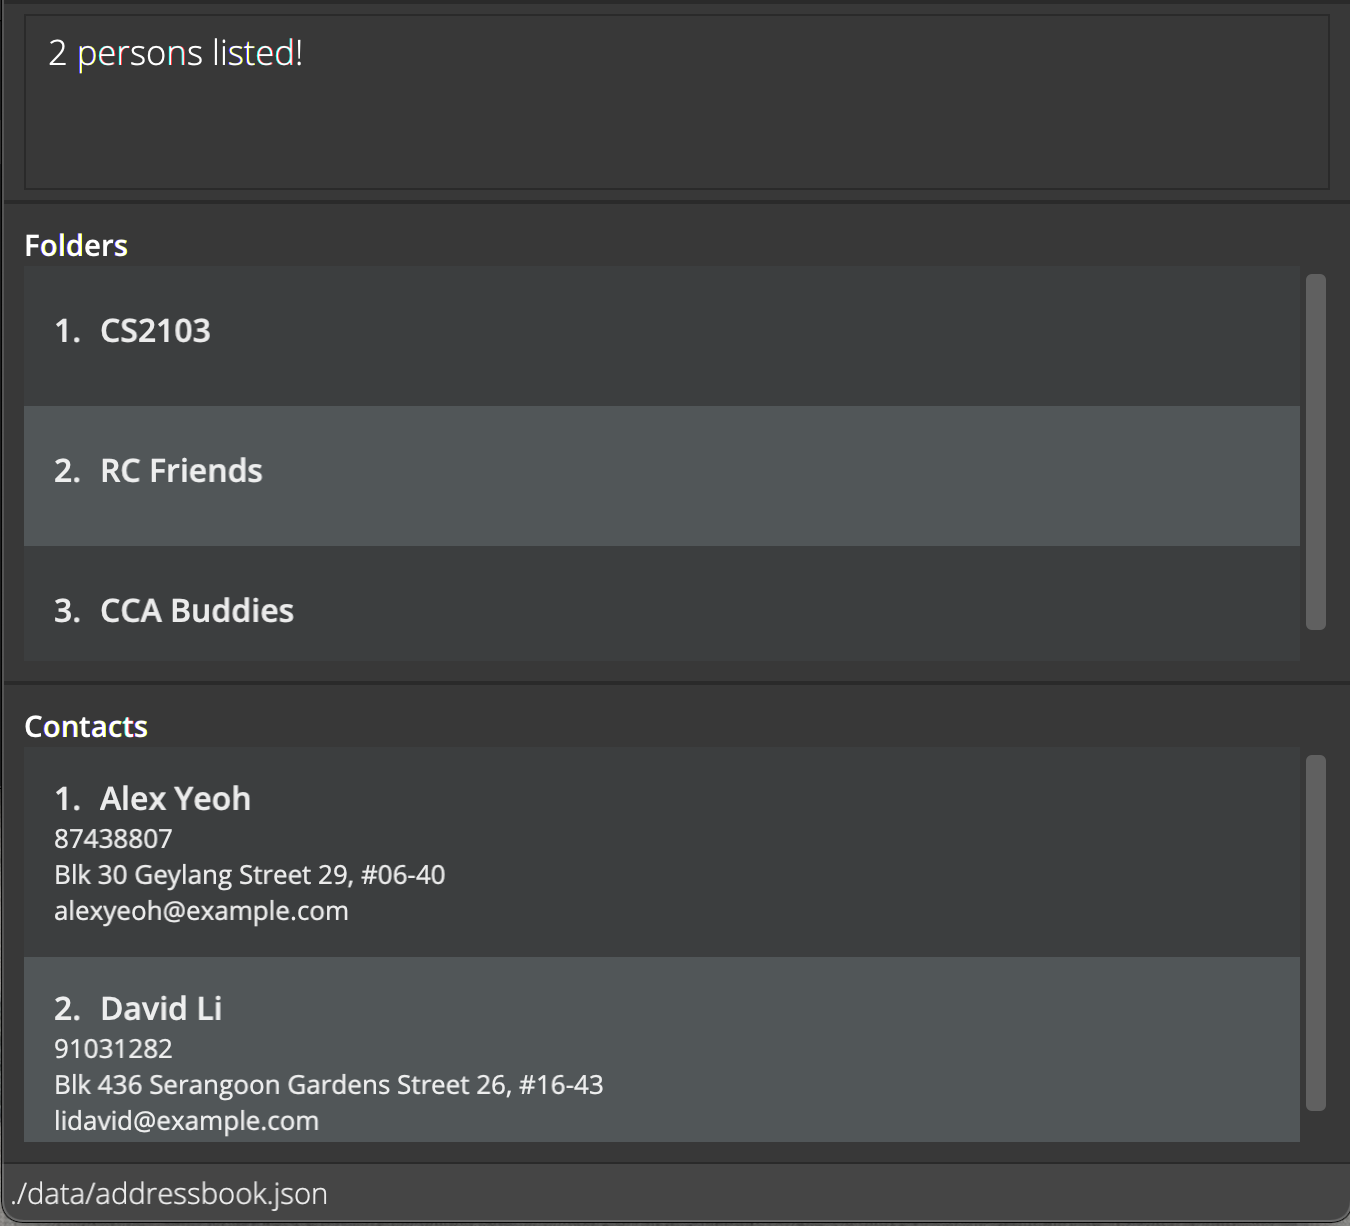 2 persons listed!
Folders
1. CS2103
2. RC Friends
3. CCA Buddies
Contacts
1. Alex Yeoh
87438807
Blk 30 Geylang Street 29, #06-40
alexyeoh@example.com
2. David Li
91031282
Blk 436 Serangoon Gardens Street 26, #16-43
lidavid@example.com
./data/addressbook.json